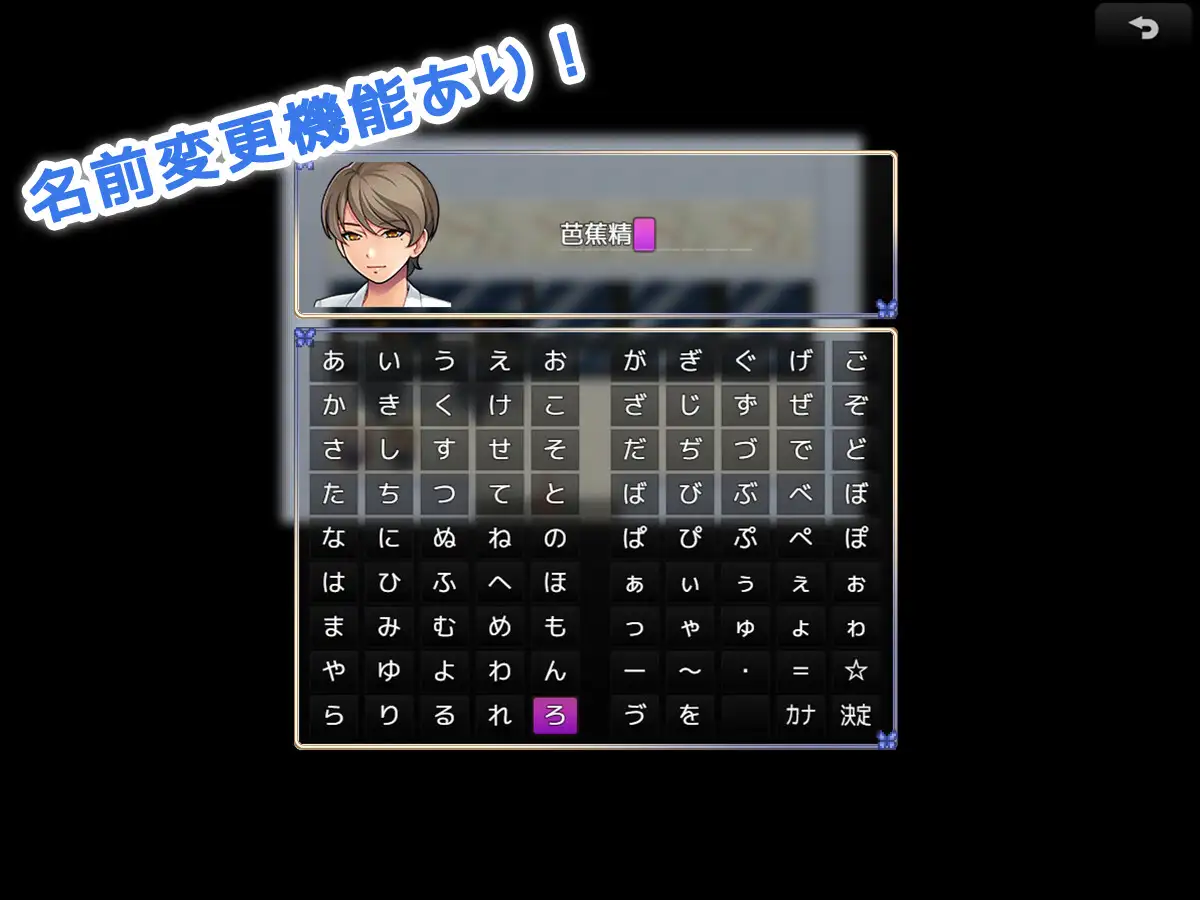 名前変更機能あり！
芭蕉精
あ い う え お が ぎ ぐ げ ご
か き く け こ ざ じ ず ぜ ぞ
さ し す せ そ だ ぢ づ で ど
た ち つ て と ば び ぶ べ ぼ
な に ぬ ね の ぱ ぴ ぷ ぺ ぽ
は ひ ふ へ ほ ぁ ぃ ぅ ぇ ぉ
ま み む め も っ ゃ ゅ ょ ゎ
や ゆ よ わ ん ー ～ ・ ＝ ☆
ら り る れ ろ づ を カナ 決定